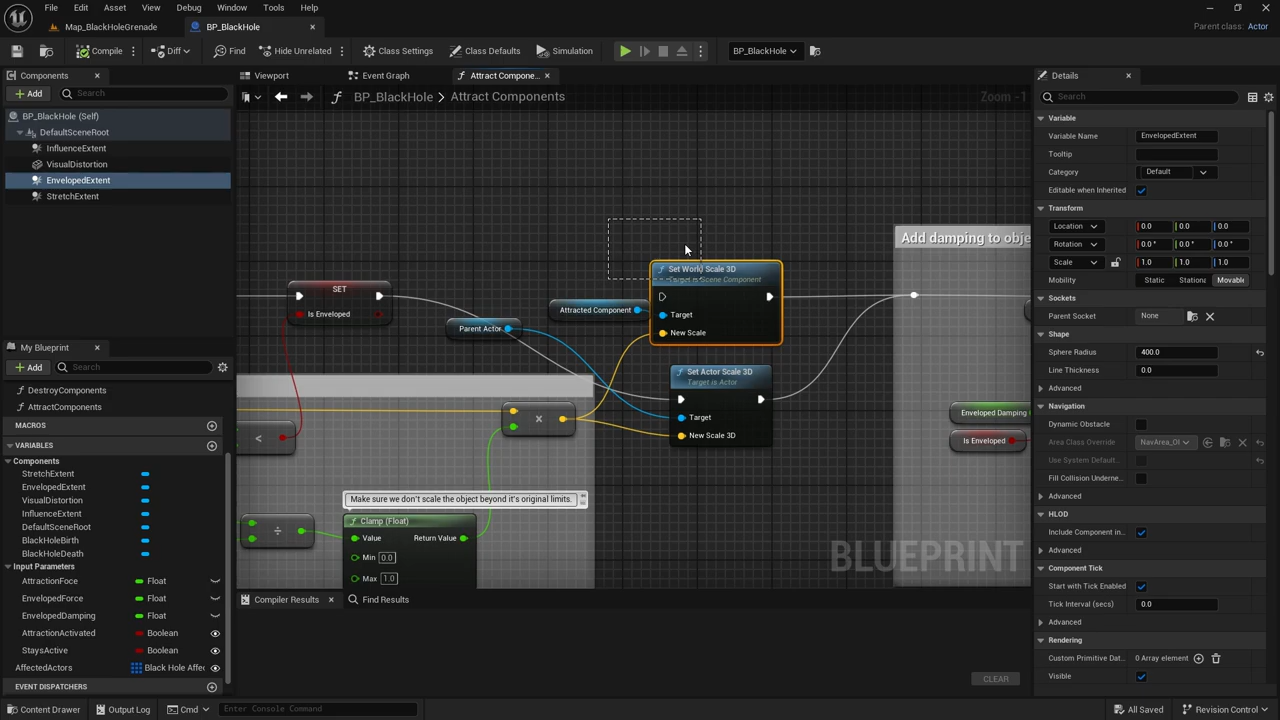 File Edit Asset View Debug Window Tools Help
Map_BlackHoleGrenade
BP_BlackHole
Parent class: Actor
Compile
Diff
Find
Hide Unrelated
Class Settings
Class Defaults
Simulation
BP_BlackHole
Components
Add
Search
BP_BlackHole (Self)
DefaultSceneRoot
InfluenceExtent
VisualDistortion
EnvelopedExtent
StretchExtent
My Blueprint
Add
Search
DestroyComponents
AttractComponents
MACROS
VARIABLES
Components
StretchExtent
EnvelopedExtent
VisualDistortion
InfluenceExtent
DefaultSceneRoot
BlackHoleBirth
BlackHoleDeath
Input Parameters
AttractionFoce Float
EnvelopedForce Float
EnvelopedDamping Float
AttractionActivated Boolean
StaysActive Boolean
AffectedActors Black Hole Affec
EVENT DISPATCHERS
Viewport
Event Graph
Attract Compone...
BP_BlackHole > Attract Components
Zoom -1
Add damping to obje
Set World Scale 3D
Target is Scene Component
SET
Is Enveloped
Attracted Component
Target
Parent Actor
New Scale
Set Actor Scale 3D
Target is Actor
Target
New Scale 3D
Enveloped Damping
Is Enveloped
Make sure we don't scale the object beyond it's original limits.
Clamp (Float)
Value
Return Value
Min 0.0
Max 1.0
BLUEPRINT
Compiler Results
Find Results
CLEAR
Details
Search
Variable
Variable Name EnvelopedExtent
Tooltip
Category Default
Editable when Inherited
Transform
Location 0.0 0.0 0.0
Rotation 0.0° 0.0° 0.0°
Scale 1.0 1.0 1.0
Mobility Static Stationa Movable
Sockets
Parent Socket None
Shape
Sphere Radius 400.0
Line Thickness 0.0
Advanced
Navigation
Dynamic Obstacle
Area Class Override NavArea_Ol
Use System Default...
Fill Collision Underne...
Advanced
HLOD
Include Component in...
Advanced
Component Tick
Start with Tick Enabled
Tick Interval (secs) 0.0
Advanced
Rendering
Custom Primitive Dat... 0 Array element
Visible
Content Drawer
Output Log
Cmd
Enter Console Command
All Saved
Revision Control